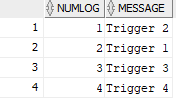 NUMLOG MESSAGE
1 1 Trigger 2
2 2 Trigger 1
3 3 Trigger 3
4 4 Trigger 4